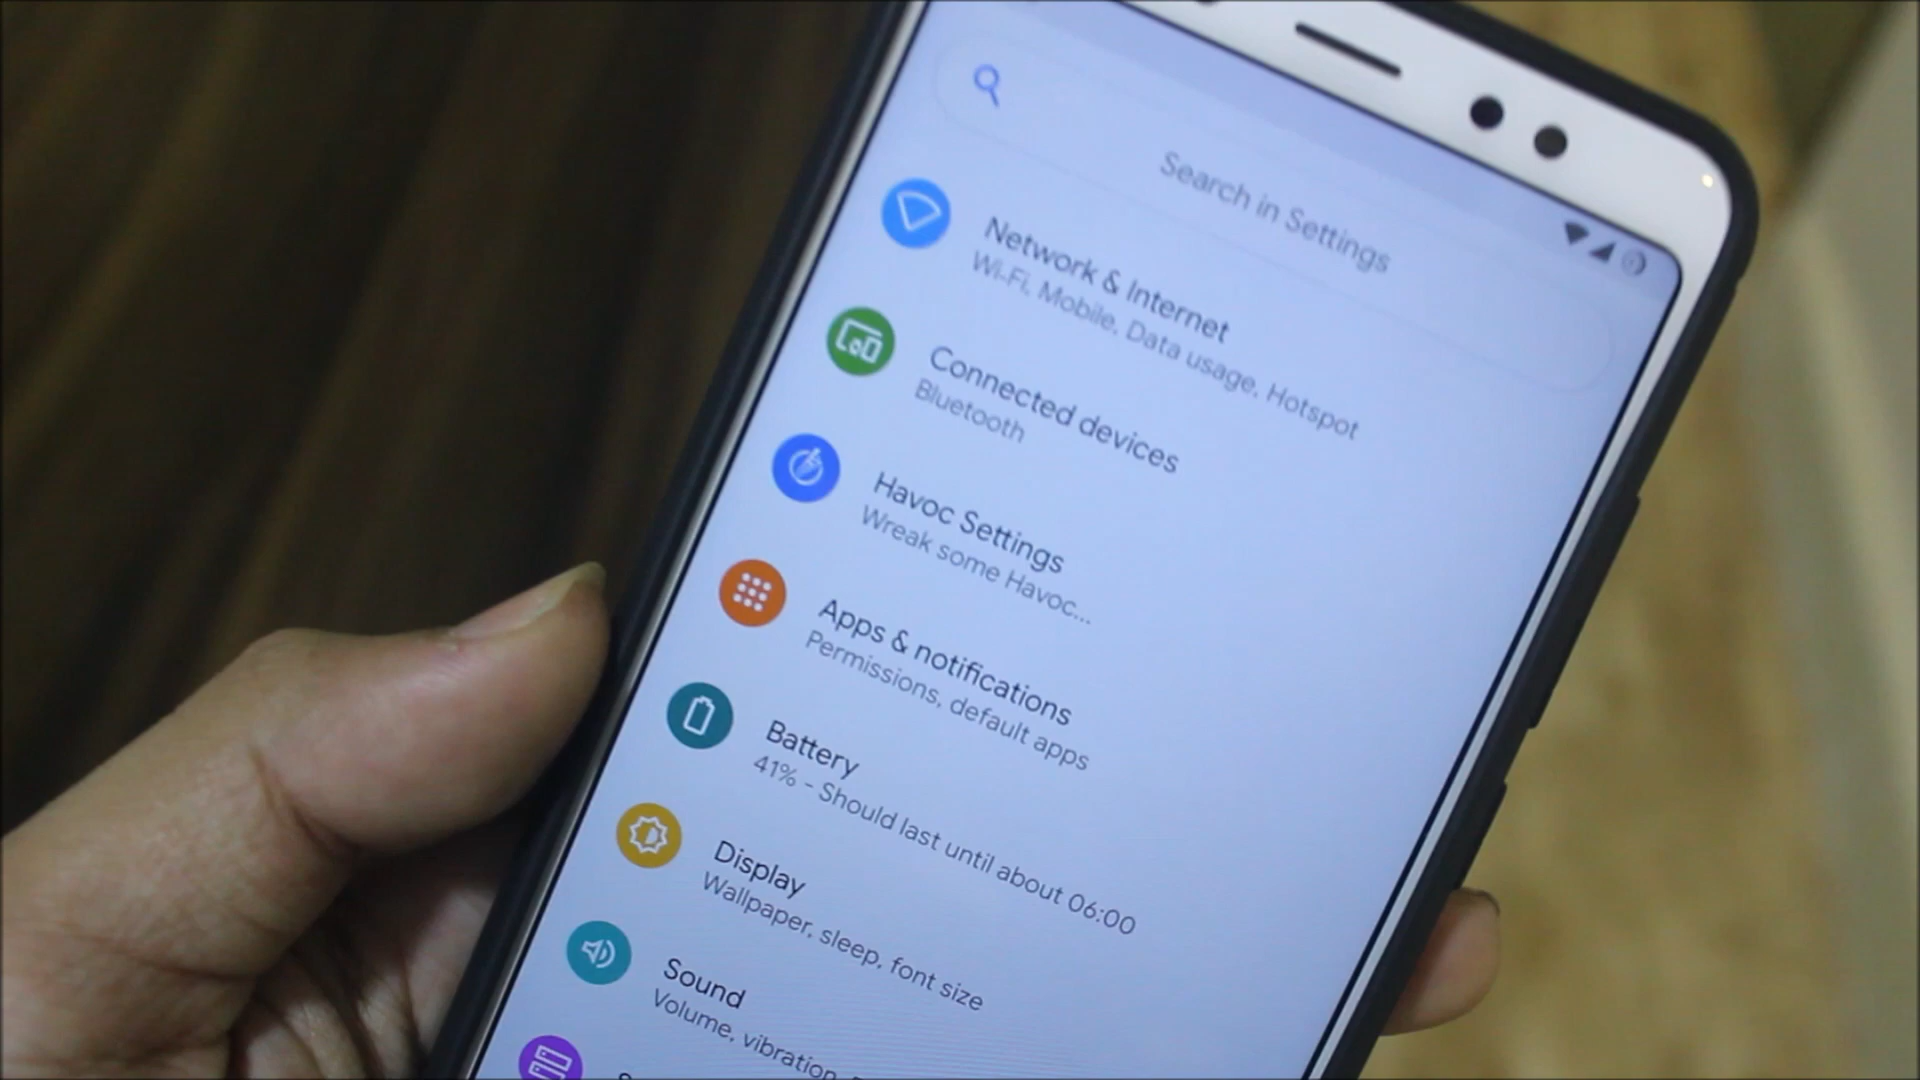 Search in Settings
Network & Internet
Wi-Fi, Mobile, Data usage, Hotspot
Connected devices
Bluetooth
Havoc Settings
Wreak some Havoc...
Apps & notifications
Permissions, default apps
Battery
41% - Should last until about 06:00
Display
Wallpaper, sleep, font size
Sound
Volume, vibration,